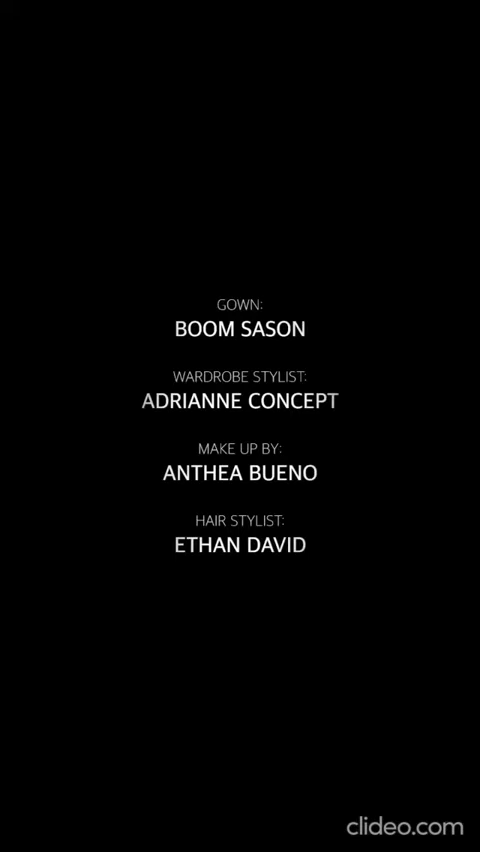 GOWN:
BOOM SASON
WARDROBE STYLIST:
ADRIANNE CONCEPT
MAKE UP BY:
ANTHEA BUENO
HAIR STYLIST:
ETHAN DAVID
clideo.com